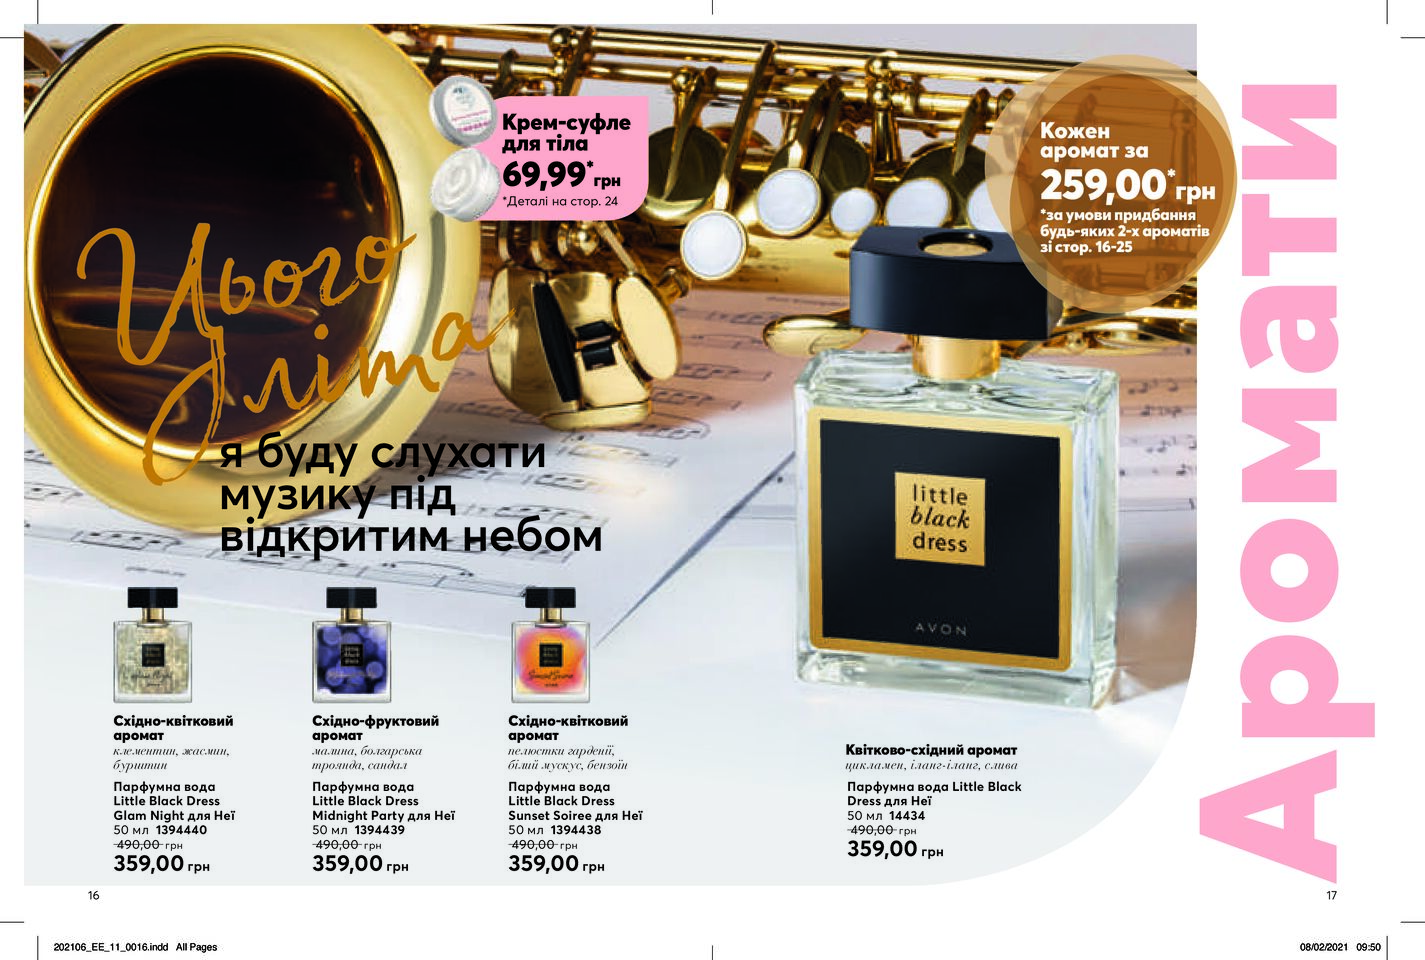 Крем-суфле
для тіла
69,99* грн
*Деталі на стор. 24
Кожен
аромат за
259,00* грн
*за умови придбання
будь-яких 2-х ароматів
зі стор. 16-25
Аромати
Цього
літа
я буду слухати
музику під
відкритим небом
little
black
dress
AVON
Східно-квітковий
аромат
клементин, жасмин,
бурштин
Парфумна вода
Little Black Dress
Glam Night для Неї
50 мл 1394440
490,00 грн
359,00 грн
Східно-фруктовий
аромат
малина, болгарська
троянда, сандал
Парфумна вода
Little Black Dress
Midnight Party для Неї
50 мл 1394439
490,00 грн
359,00 грн
Східно-квітковий
аромат
пелюстки гарденії,
білий мускус, бензоїн
Парфумна вода
Little Black Dress
Sunset Soiree для Неї
50 мл 1394438
490,00 грн
359,00 грн
Квітково-східний аромат
цикламен, іланг-іланг, слива
Парфумна вода Little Black
Dress для Неї
50 мл 14434
490,00 грн
359,00 грн
16
17
202106_EE_11_0016.indd All Pages
08/02/2021 09:50